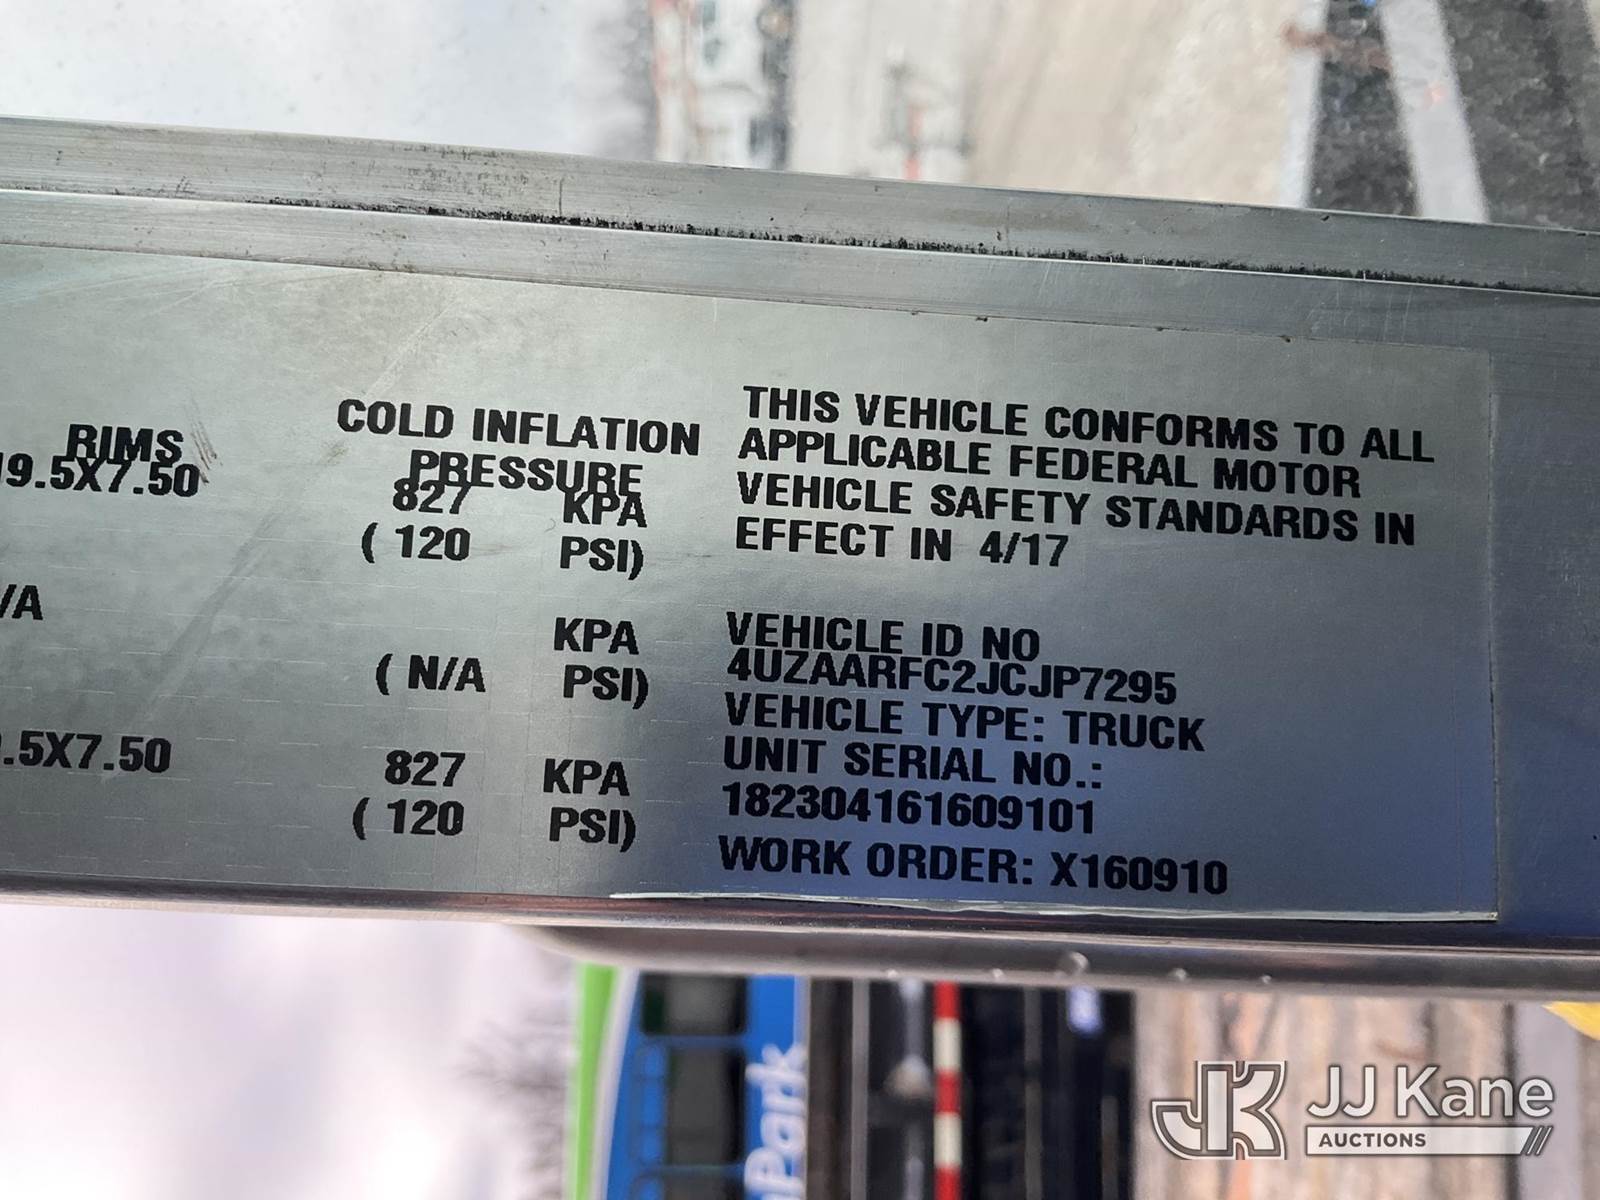 RIMS
19.5X7.50
/A
.5X7.50
COLD INFLATION
PRESSURE
827 KPA
( 120 PSI)
KPA
( N/A PSI)
827 KPA
( 120 PSI)
THIS VEHICLE CONFORMS TO ALL
APPLICABLE FEDERAL MOTOR
VEHICLE SAFETY STANDARDS IN
EFFECT IN 4/17
VEHICLE ID NO
4UZAARFC2JCJP7295
VEHICLE TYPE: TRUCK
UNIT SERIAL NO.:
182304161609101
WORK ORDER: X160910
Park
JK JJ Kane
AUCTIONS